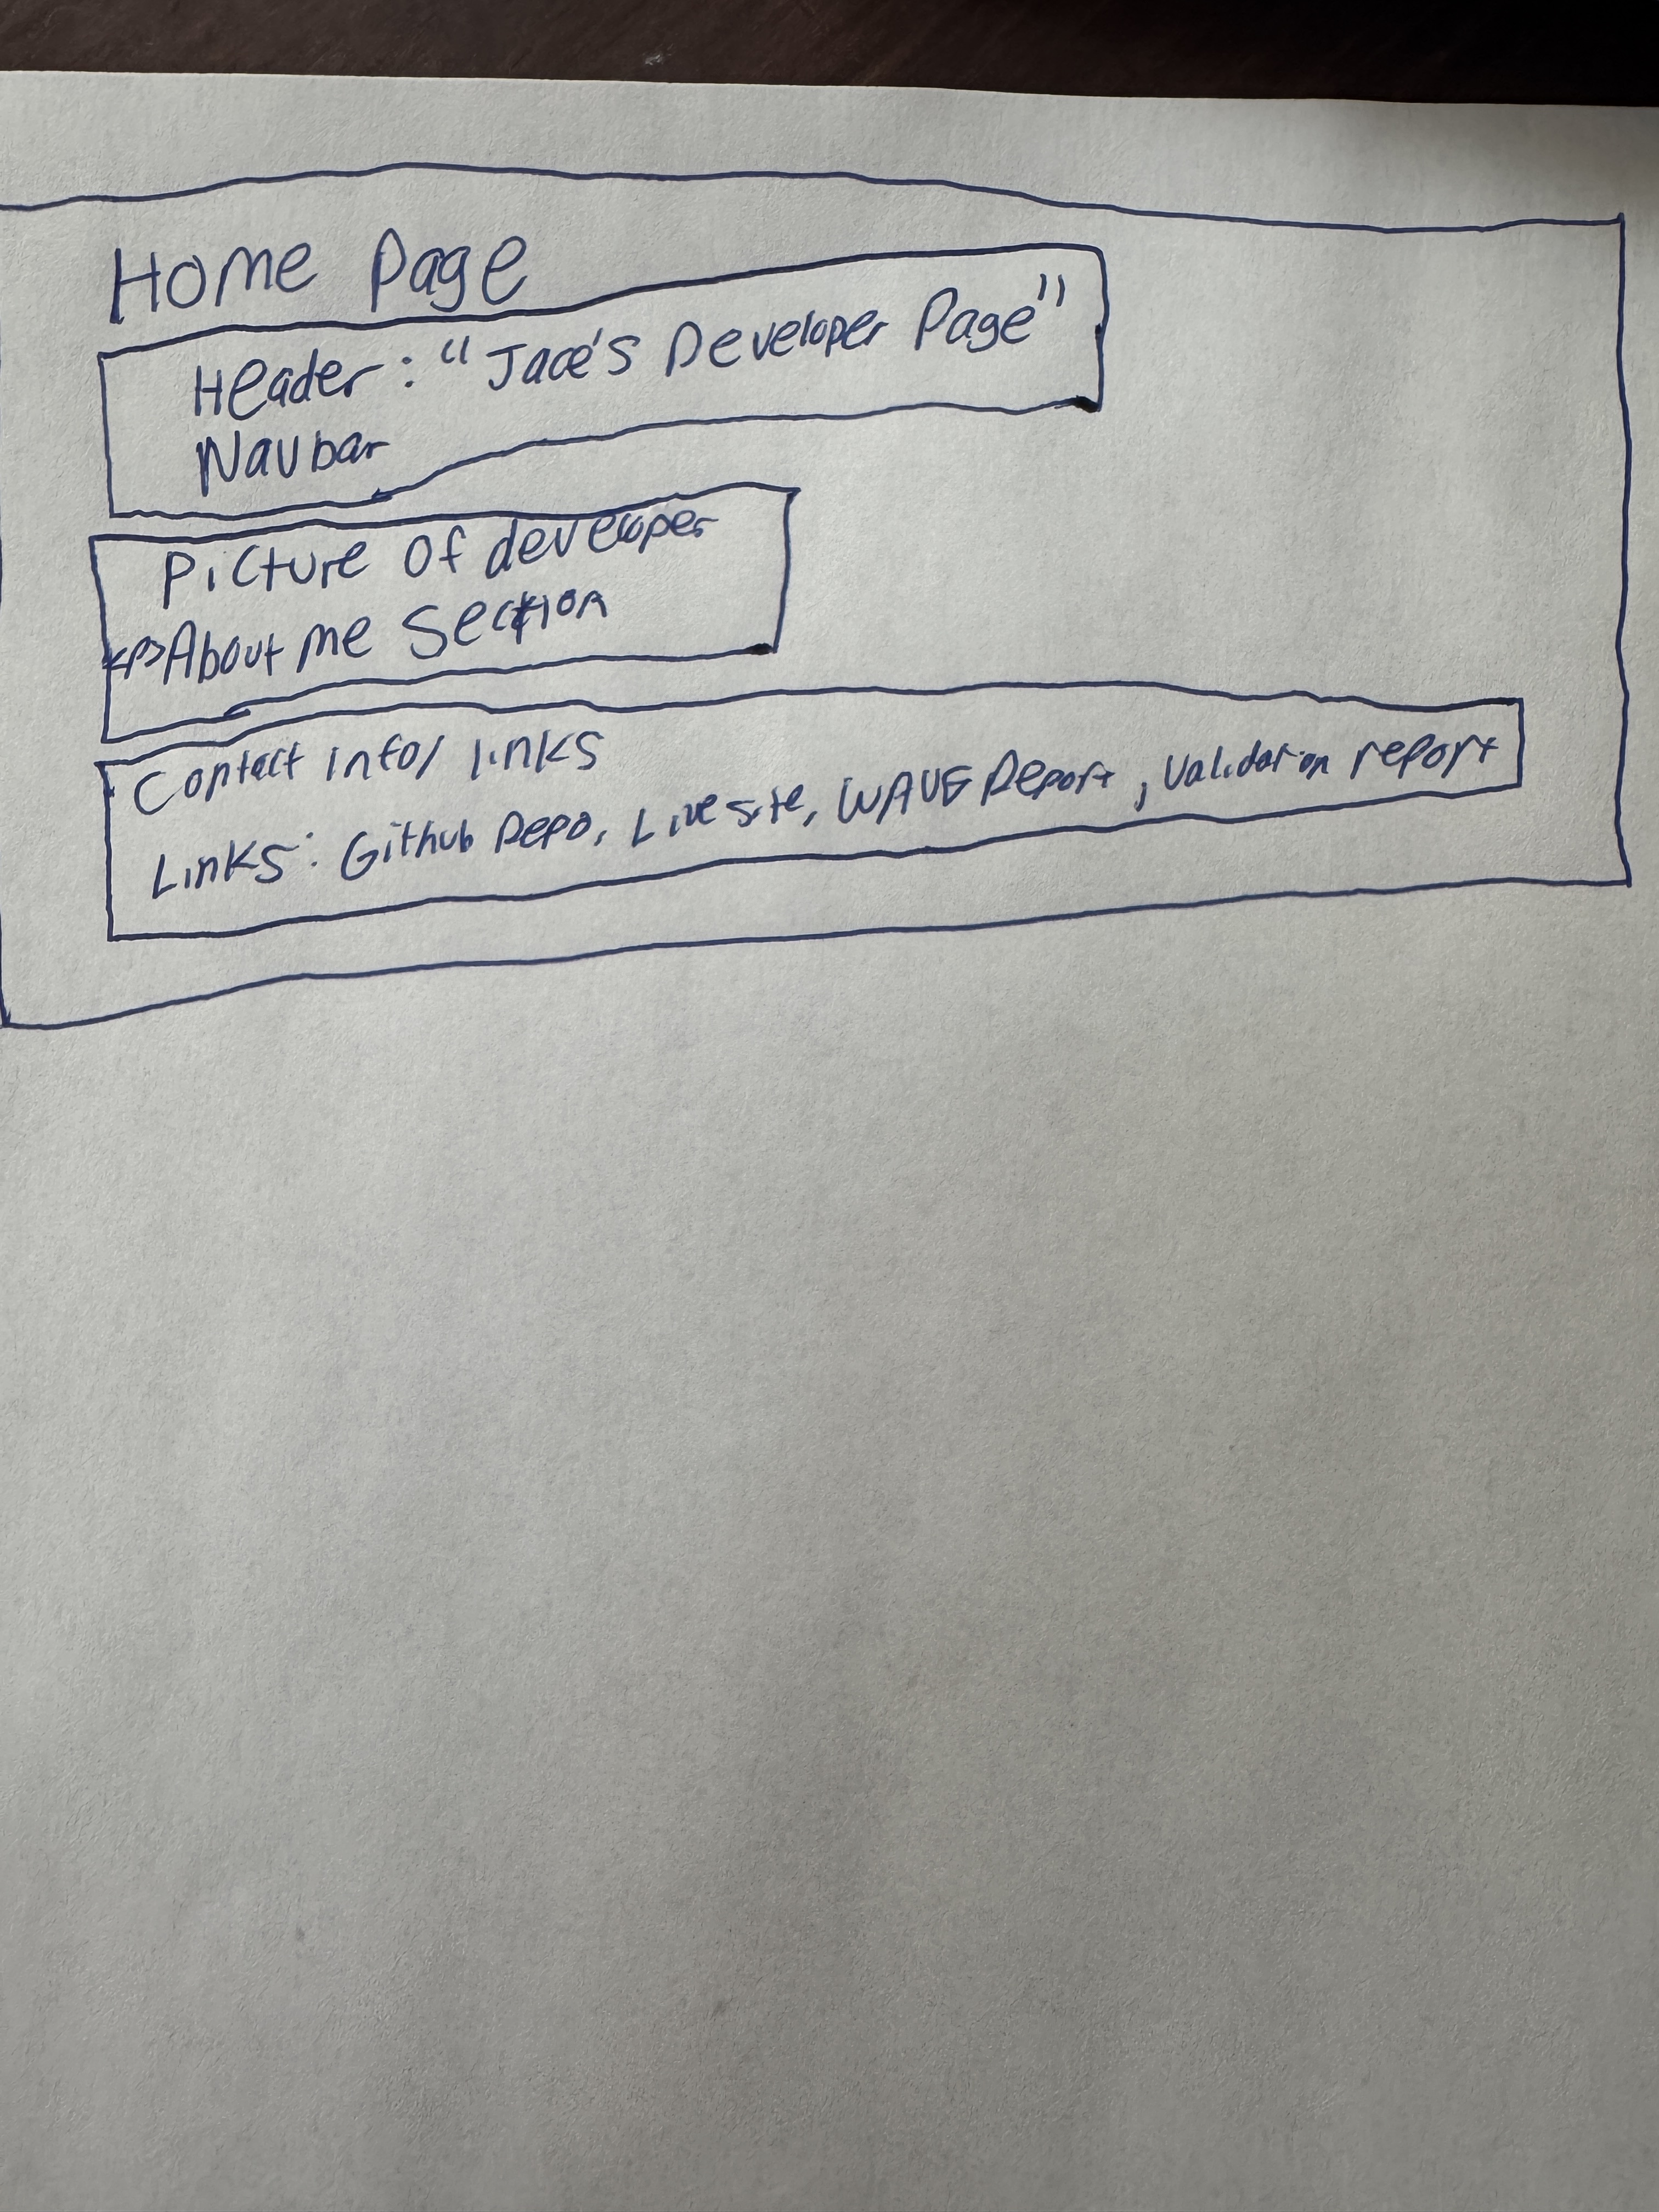 Home Page
Header: "Jace's Developer Page"
Navbar
Picture of developer
<P>About me Section
Contact info/ links
Links: Github Repo, Live site, WAVE Report, Validation report